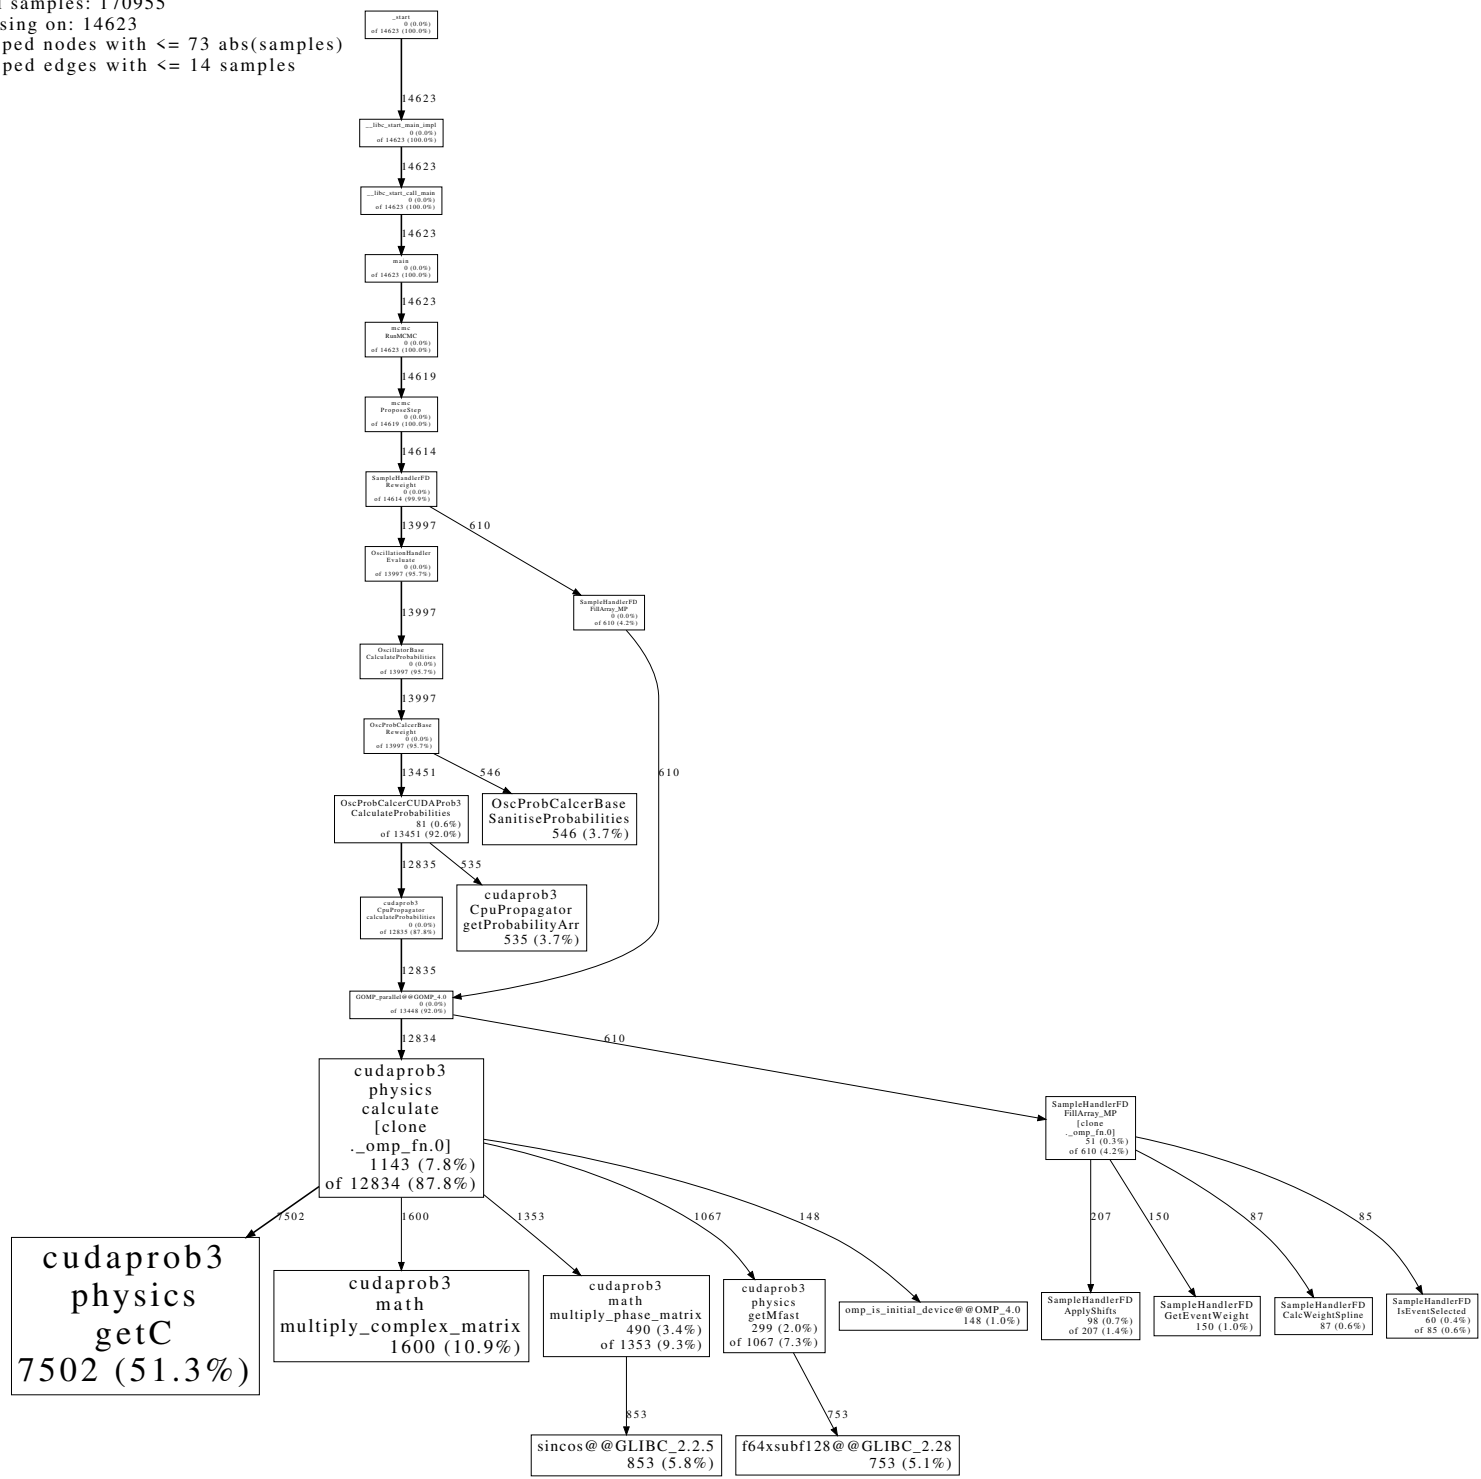 samples: 170955
sing on: 14623
ped nodes with <= 73 abs(samples)
ped edges with <= 14 samples
_start
0 (0.0%)
of 14623 (100.0%)
14623
__libc_start_main_impl
0 (0.0%)
of 14623 (100.0%)
14623
__libc_start_call_main
0 (0.0%)
of 14623 (100.0%)
14623
main
0 (0.0%)
of 14623 (100.0%)
14623
mcmc
RunMCMC
0 (0.0%)
of 14623 (100.0%)
14619
mcmc
ProposeStep
0 (0.0%)
of 14619 (100.0%)
14614
SampleHandlerFD
Reweight
0 (0.0%)
of 14614 (99.9%)
13997
610
OscillationHandler
Evaluate
0 (0.0%)
of 13997 (95.7%)
SampleHandlerFD
FillArray_MP
0 (0.0%)
of 610 (4.2%)
13997
OscillatorBase
CalculateProbabilities
0 (0.0%)
of 13997 (95.7%)
13997
OscProbCalcerBase
Reweight
0 (0.0%)
of 13997 (95.7%)
13451
546
610
OscProbCalcerCUDAProb3
CalculateProbabilities
81 (0.6%)
of 13451 (92.0%)
OscProbCalcerBase
SanitiseProbabilities
546 (3.7%)
12835
535
cudaprob3
CpuPropagator
calculateProbabilities
0 (0.0%)
of 12835 (87.8%)
cudaprob3
CpuPropagator
getProbabilityArr
535 (3.7%)
12835
GOMP_parallel@@GOMP_4.0
0 (0.0%)
of 13448 (92.0%)
12834
610
cudaprob3
physics
calculate
[clone
._omp_fn.0]
1143 (7.8%)
of 12834 (87.8%)
SampleHandlerFD
FillArray_MP
[clone
._omp_fn.0]
51 (0.3%)
of 610 (4.2%)
7502
1600
1353
1067
148
207
150
87
85
cudaprob3
physics
getC
7502 (51.3%)
cudaprob3
math
multiply_complex_matrix
1600 (10.9%)
cudaprob3
math
multiply_phase_matrix
490 (3.4%)
of 1353 (9.3%)
cudaprob3
physics
getMfast
299 (2.0%)
of 1067 (7.3%)
omp_is_initial_device@@OMP_4.0
148 (1.0%)
SampleHandlerFD
ApplyShifts
98 (0.7%)
of 207 (1.4%)
SampleHandlerFD
GetEventWeight
150 (1.0%)
SampleHandlerFD
CalcWeightSpline
87 (0.6%)
SampleHandlerFD
IsEventSelected
60 (0.4%)
of 85 (0.6%)
853
753
sincos@@GLIBC_2.2.5
853 (5.8%)
f64xsubf128@@GLIBC_2.28
753 (5.1%)